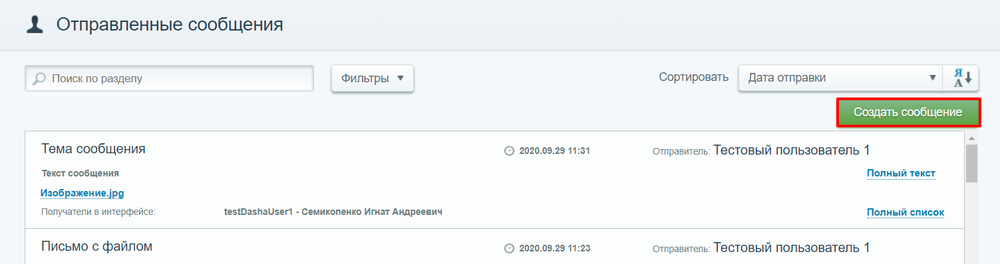 Отправленные сообщения
Поиск по разделу
Фильтры
Сортировать
Дата отправки
Я
А
Создать сообщение
Тема сообщения
2020.09.29 11:31
Отправитель: Тестовый пользователь 1
Текст сообщения
Полный текст
Изображение.jpg
Получатели в интерфейсе:
testDashaUser1 - Семикопенко Игнат Андреевич
Полный список
Письмо с файлом
2020.09.29 11:23
Отправитель: Тестовый пользователь 1